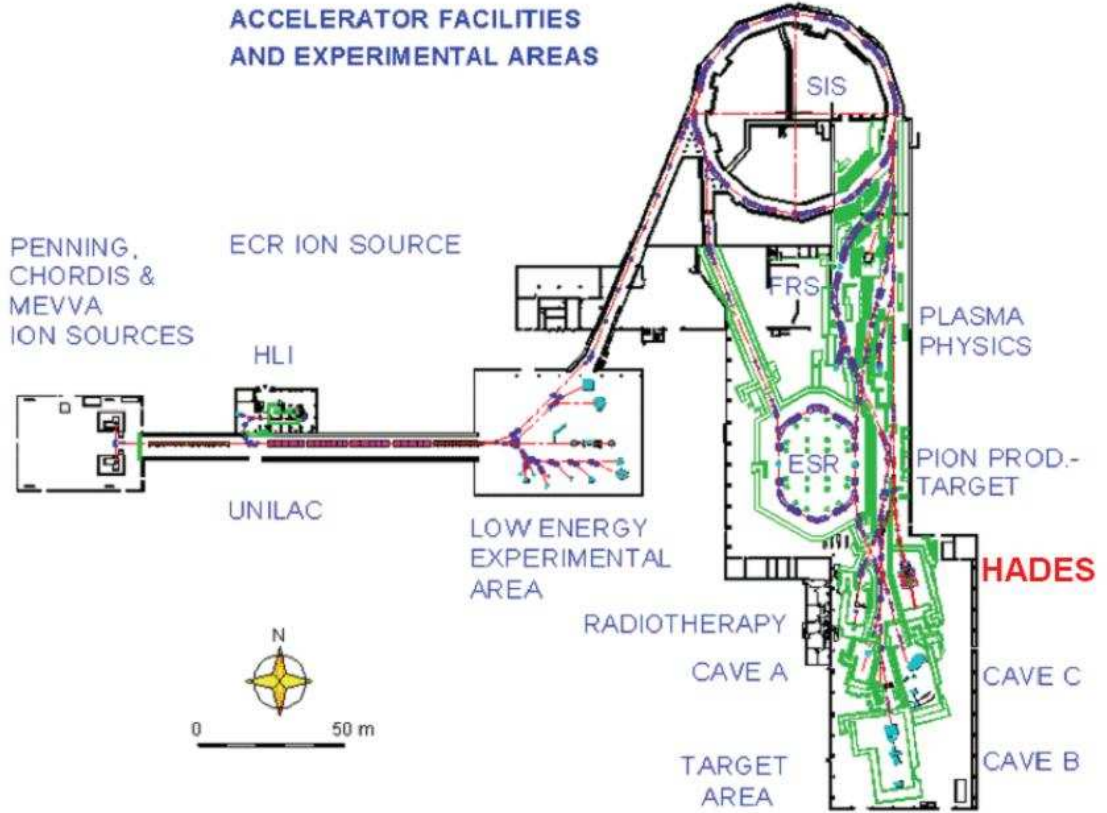 ACCELERATOR FACILITIES
AND EXPERIMENTAL AREAS
SIS
PENNING,
CHORDIS &
MEVVA
ION SOURCES
ECR ION SOURCE
FRS
PLASMA
PHYSICS
HLI
ESR
PION PROD.-
TARGET
UNILAC
LOW ENERGY
EXPERIMENTAL
AREA
HADES
RADIOTHERAPY
CAVE A
CAVE C
N
0 50 m
TARGET
AREA
CAVE B